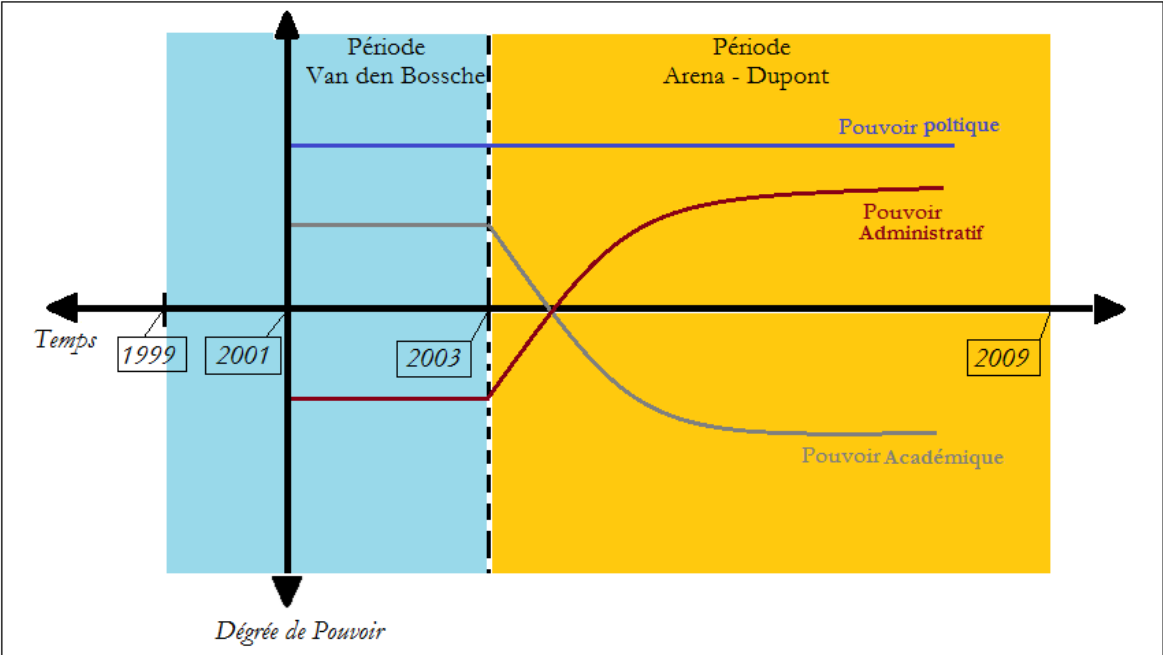 Période
Van den Bossche
Période
Arena - Dupont
Pouvoir poltique
Pouvoir
Administratif
Temps
1999
2001
2003
2009
Pouvoir Académique
Dégrée de Pouvoir